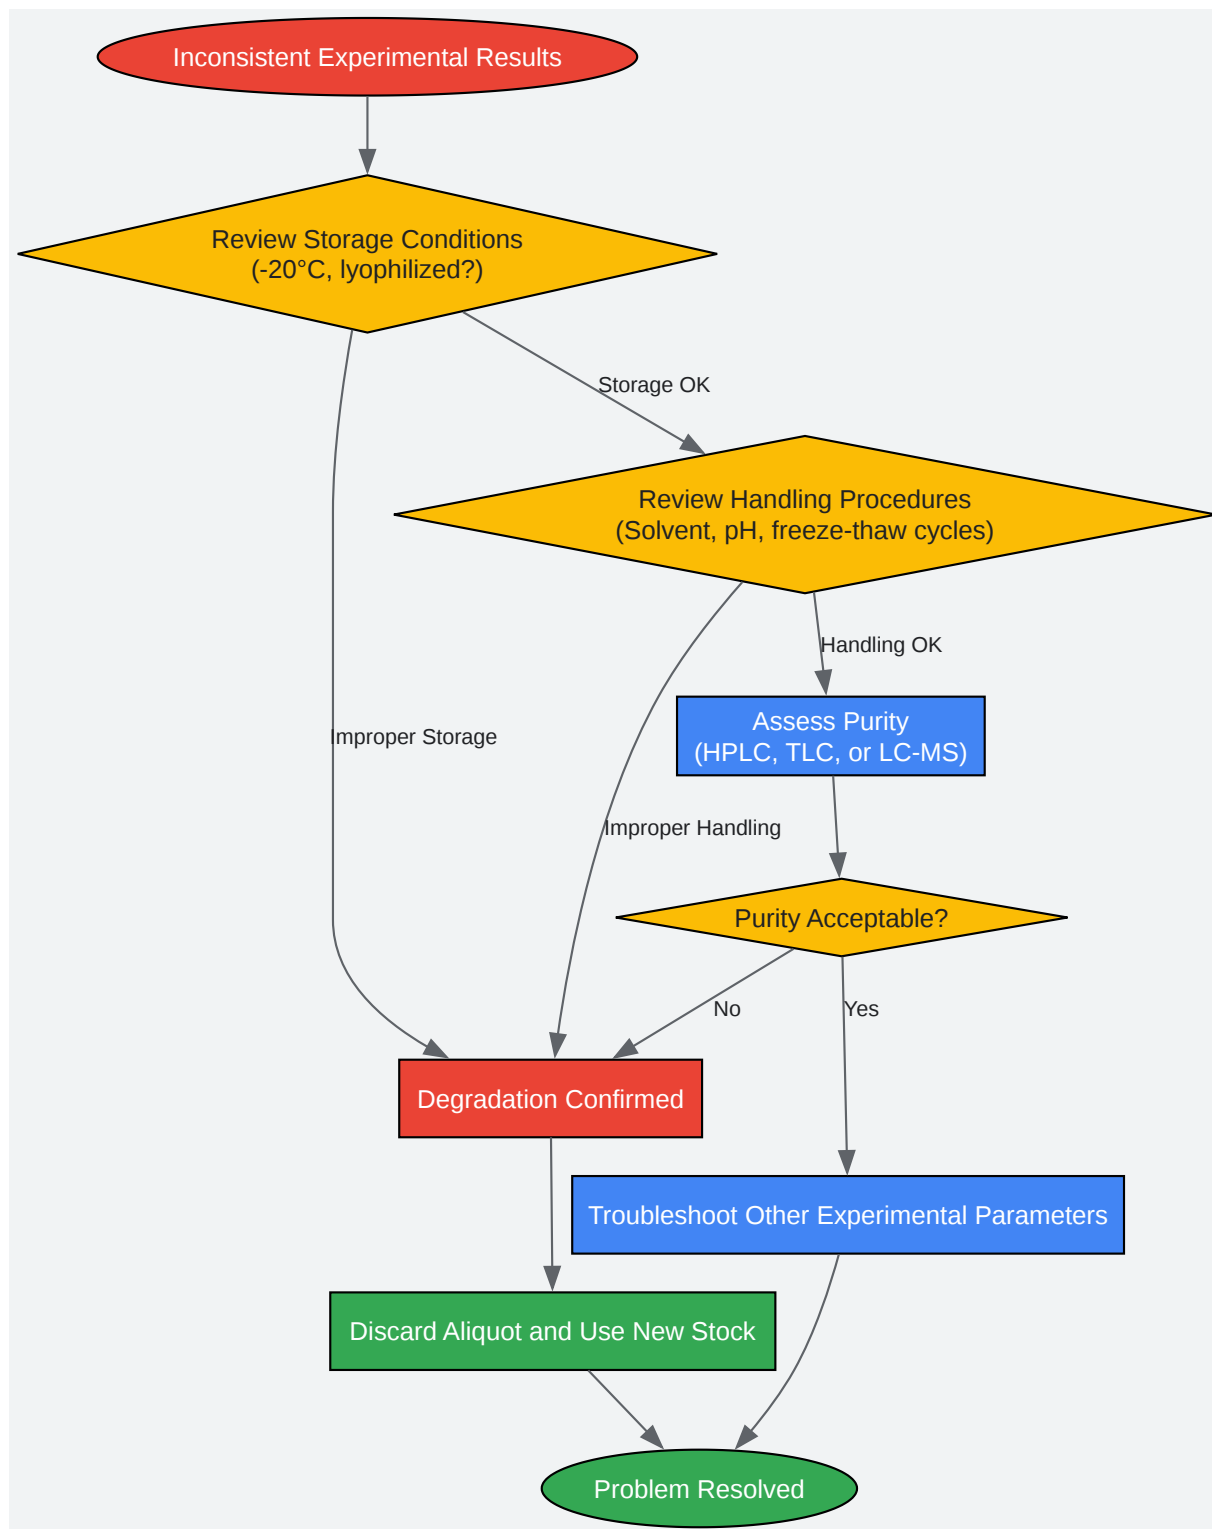 Inconsistent Experimental Results
Review Storage Conditions
(-20°C, lyophilized?)
Storage OK
Review Handling Procedures
(Solvent, pH, freeze-thaw cycles)
Handling OK
Improper Storage
Assess Purity
(HPLC, TLC, or LC-MS)
Improper Handling
Purity Acceptable?
No
Yes
Degradation Confirmed
Troubleshoot Other Experimental Parameters
Discard Aliquot and Use New Stock
Problem Resolved